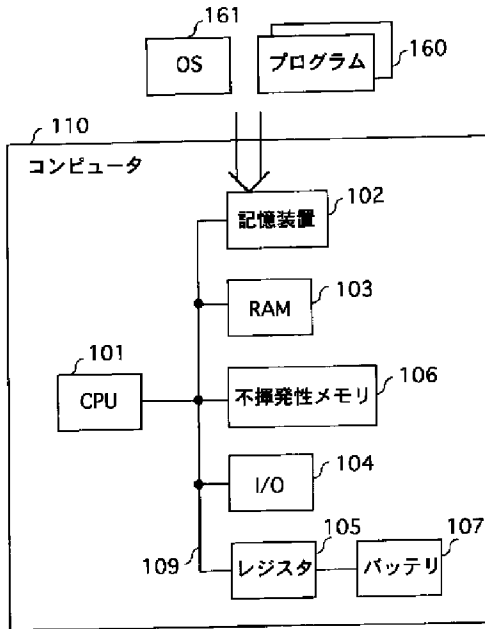 161
OS
プログラム
160
110
コンピュータ
102
記憶装置
103
RAM
101
CPU
106
不揮発性メモリ
104
I/O
109
105
レジスタ
107
バッテリ